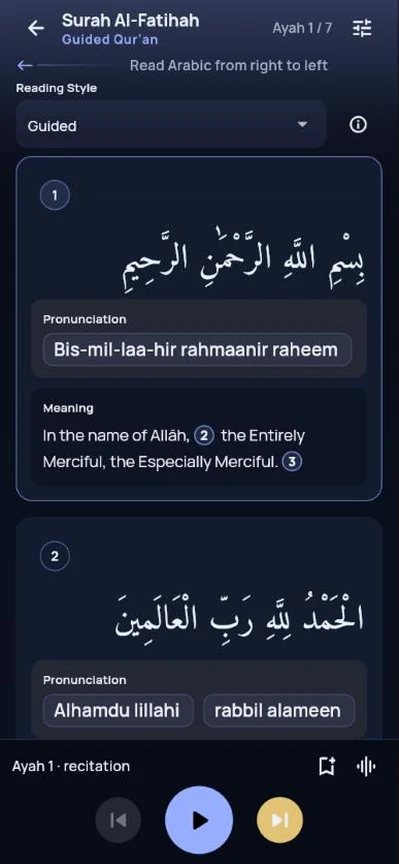 Surah Al-Fatihah
Guided Qur'an
Ayah 1 / 7
Read Arabic from right to left
Reading Style
Guided
1
بِسْمِ اللَّهِ الرَّحْمَٰنِ الرَّحِيمِ
Pronunciation
Bis-mil-laa-hir rahmaanir raheem
Meaning
In the name of Allāh, 2 the Entirely
Merciful, the Especially Merciful. 3
2
الْحَمْدُ لِلَّهِ رَبِّ الْعَالَمِينَ
Pronunciation
Alhamdu lillahi rabbil alameen
Ayah 1 · recitation